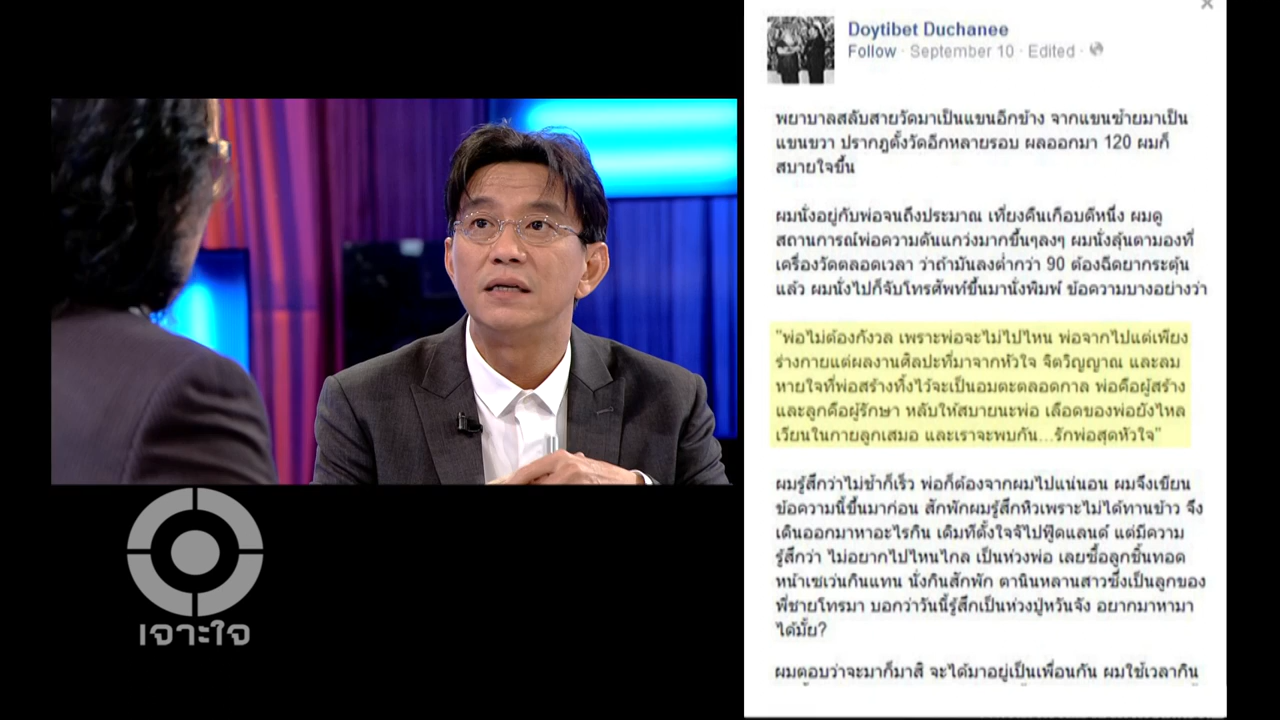 Doytibet Duchanee
Follow · September 10 · Edited ·
พยาบาลสลับสายวัดมาเป็นแขนอีกข้าง จากแขนซ้ายมาเป็น
แขนขวา ปรากฎตั้งวัดอีกหลายรอบ ผลออกมา 120 ผมก็
สบายใจขึ้น
ผมนั่งอยู่กับพ่อจนถึงประมาณ เที่ยงคืนเกือบตีหนึ่ง ผมดู
สถานการณ์พ่อความดันแกว่งมากขึ้นๆลงๆ ผมนั่งลุ้นตามองที่
เครื่องวัดตลอดเวลา ว่าถ้ามันลงต่ำกว่า 90 ต้องฉีดยากระตุ้น
แล้ว ผมนั่งไปก็จับโทรศัพท์ขึ้นมานั่งพิมพ์ ข้อความบางอย่างว่า
"พ่อไม่ต้องกังวล เพราะพ่อจะไม่ไปไหน พ่อจากไปแต่เพียง
ร่างกายแต่ผลงานศิลปะที่มาจากหัวใจ จิตวิญญาณ และลม
หายใจที่พ่อสร้างทิ้งไว้จะเป็นอมตะตลอดกาล พ่อคือผู้สร้าง
และลูกคือผู้รักษา หลับให้สบายนะพ่อ เลือดของพ่อยังไหล
เวียนในกายลูกเสมอ และเราจะพบกัน...รักพ่อสุดหัวใจ"
ผมรู้สึกว่าไม่ช้าก็เร็ว พ่อก็ต้องจากผมไปแน่นอน ผมจึงเขียน
ข้อความนี้ขึ้นมาก่อน สักพักผมรู้สึกหิวเพราะไม่ได้ทานข้าว จึง
เดินออกมาหาอะไรกิน เดิมทีตั้งใจจัไปฟู๊ดแลนด์ แต่มีความ
รู้สึกว่า ไม่อยากไปไหนไกล เป็นห่วงพ่อ เลยซื้อลูกชิ้นทอด
หน้าเซเว่นกินแทน นั่งกินสักพัก ตานินหลานสาวซึ่งเป็นลูกของ
พี่ชายโทรมา บอกว่าวันนี้รู้สึกเป็นห่วงปู่หวันจัง อยากมาหามา
ได้มั้ย?
ผมตอบว่าจะมาก็มาสิ จะได้มาอยู่เป็นเพื่อนกัน ผมใช้เวลากิน
เจาะใจ